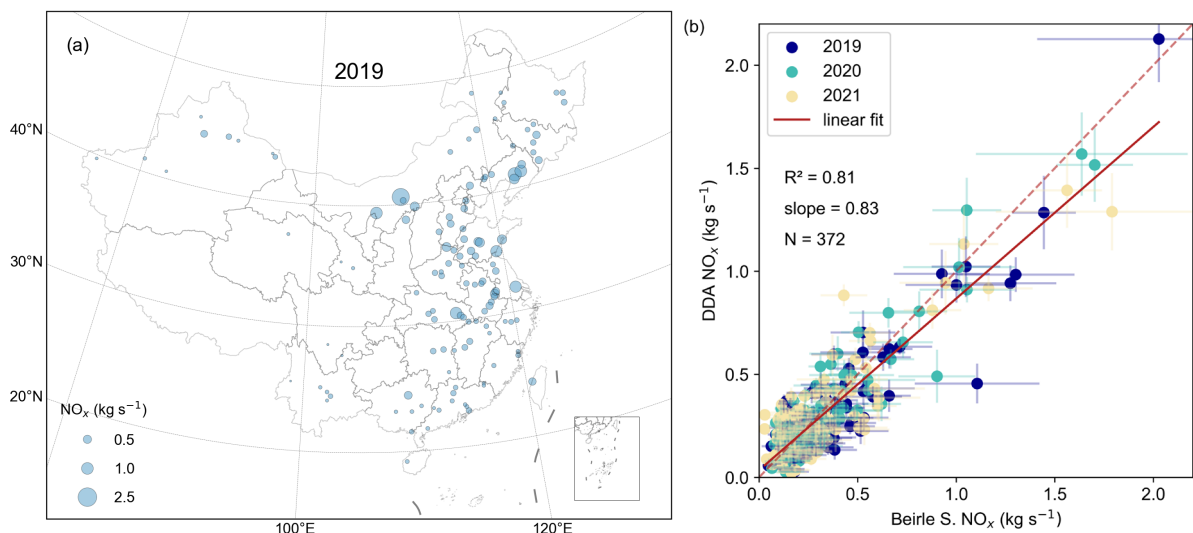 (a)
2019
40°N
30°N
20°N
NOx (kg s⁻¹)
0.5
1.0
2.5
100°E
120°E
(b)
2019
2020
2021
linear fit
R² = 0.81
slope = 0.83
N = 372
DDA NOx (kg s⁻¹)
2.0
1.5
1.0
0.5
0.0
0.0
0.5
1.0
1.5
2.0
Beirle S. NOx (kg s⁻¹)